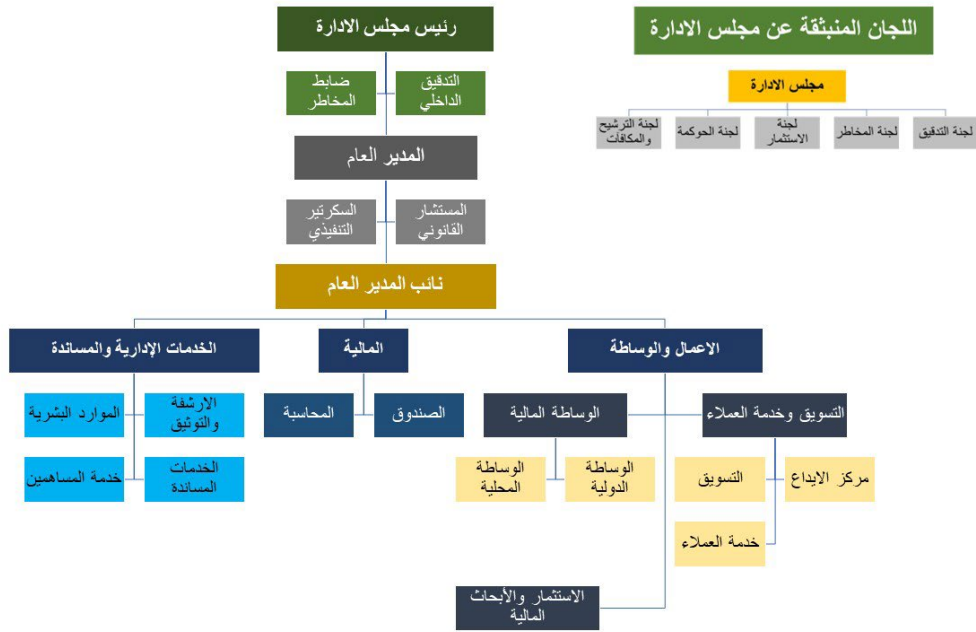 اللجان المنبثقة عن مجلس الادارة
مجلس الادارة
لجنة التدقيق
لجنة المخاطر
لجنة
الاستثمار
لجنة الحوكمة
لجنة الترشيح
والمكافآت
رئيس مجلس الادارة
التدقيق
الداخلي
ضابط
المخاطر
المدير العام
المستشار
القانوني
السكرتير
التنفيذي
نائب المدير العام
الاعمال والوساطة
المالية
الخدمات الإدارية والمساندة
التسويق وخدمة العملاء
الوساطة المالية
الصندوق
المحاسبة
الارشفة
والتوثيق
الموارد البشرية
مركز الايداع
التسويق
الوساطة
الدولية
الوساطة
المحلية
الخدمات
المساندة
خدمة المساهمين
خدمة العملاء
الاستثمار والأبحاث
المالية